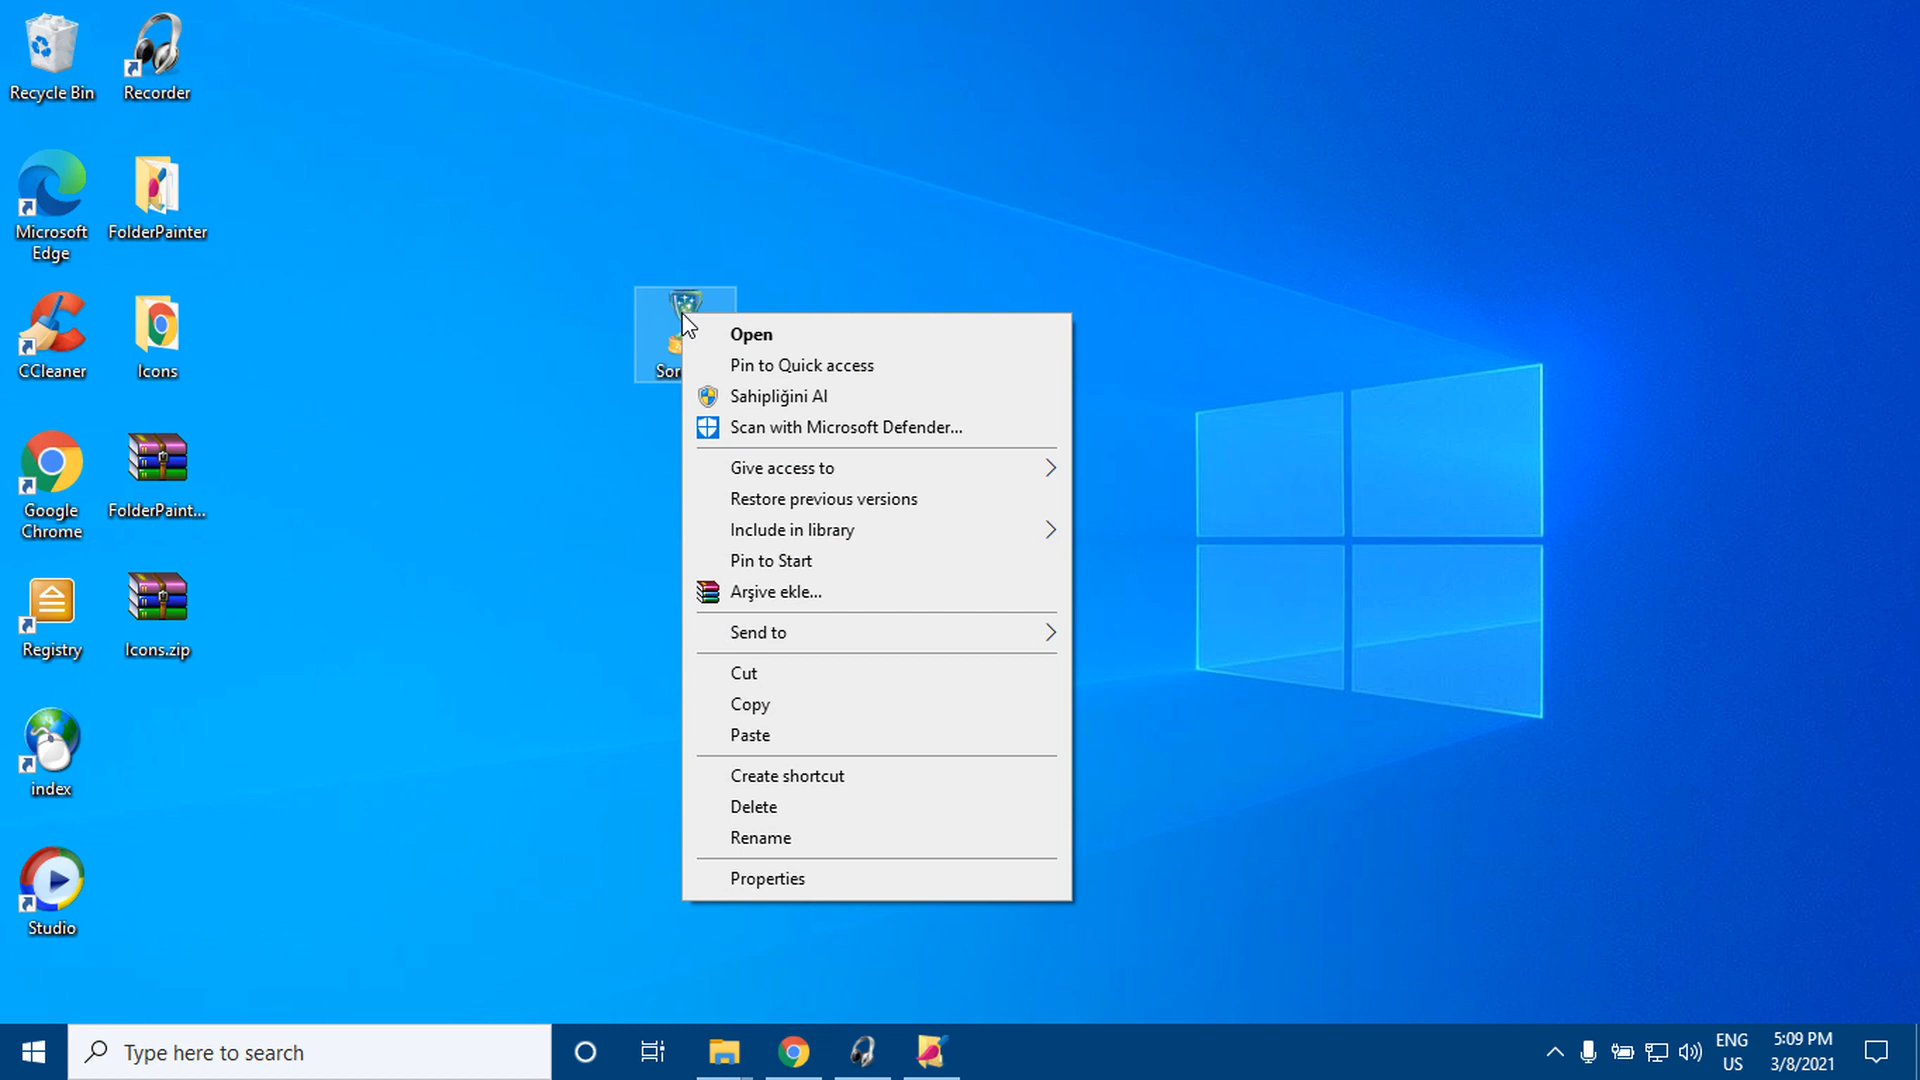 Recycle Bin
Recorder
Microsoft
Edge
FolderPainter
CCleaner
Icons
Google
Chrome
FolderPaint...
Registry
Icons.zip
index
Studio
Sor
Open
Pin to Quick access
Sahipliğini Al
Scan with Microsoft Defender...
Give access to
Restore previous versions
Include in library
Pin to Start
Arşive ekle...
Send to
Cut
Copy
Paste
Create shortcut
Delete
Rename
Properties
Type here to search
ENG
US
5:09 PM
3/8/2021